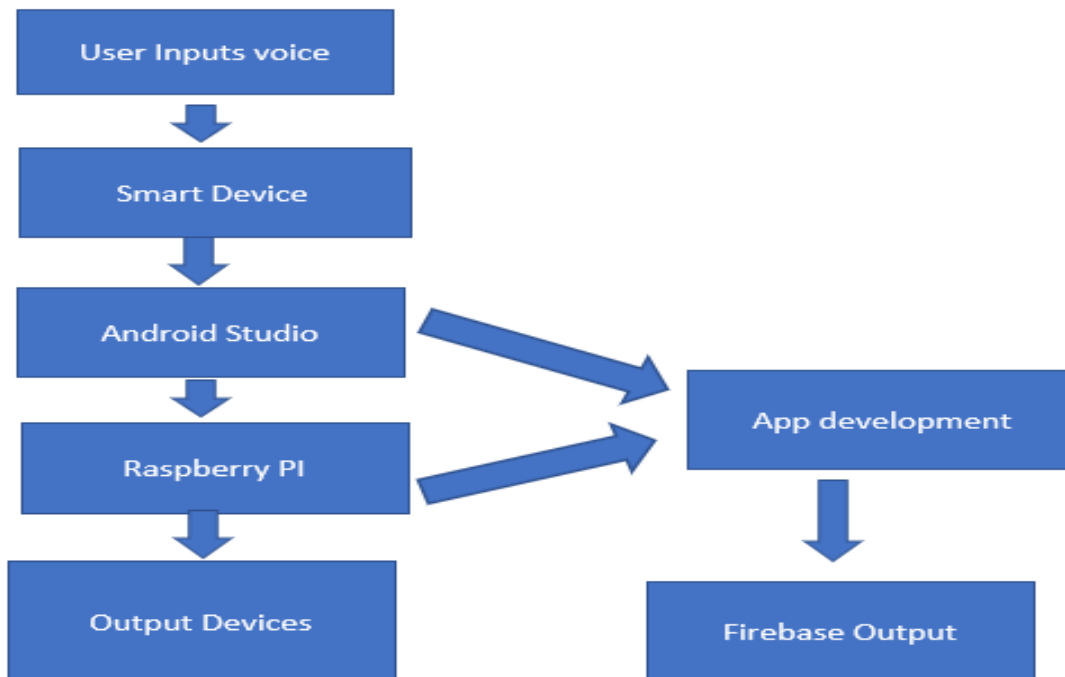 User Inputs voice
Smart Device
Android Studio
Raspberry PI
Output Devices
App development
Firebase Output